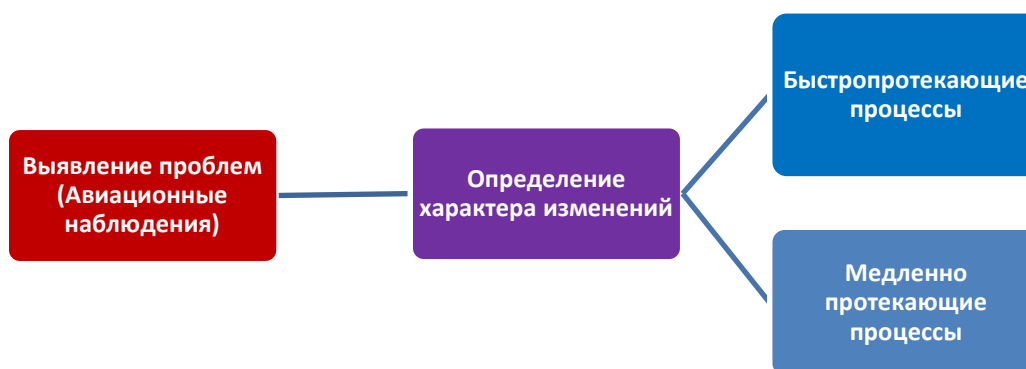 Выявление проблем
(Авиационные
наблюдения)
Определение
характера изменений
Быстропротекающие
процессы
Медленно
протекающие
процессы